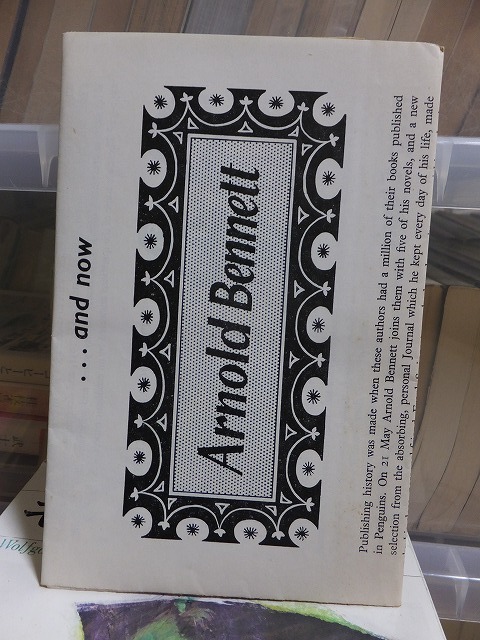 ... and now
Arnold Bennett
Publishing history was made when these authors had a million of their books published
in Penguins. On 21 May Arnold Bennett joins them with five of his novels, and a new
selection from the absorbing, personal Journal which he kept every day of his life, made